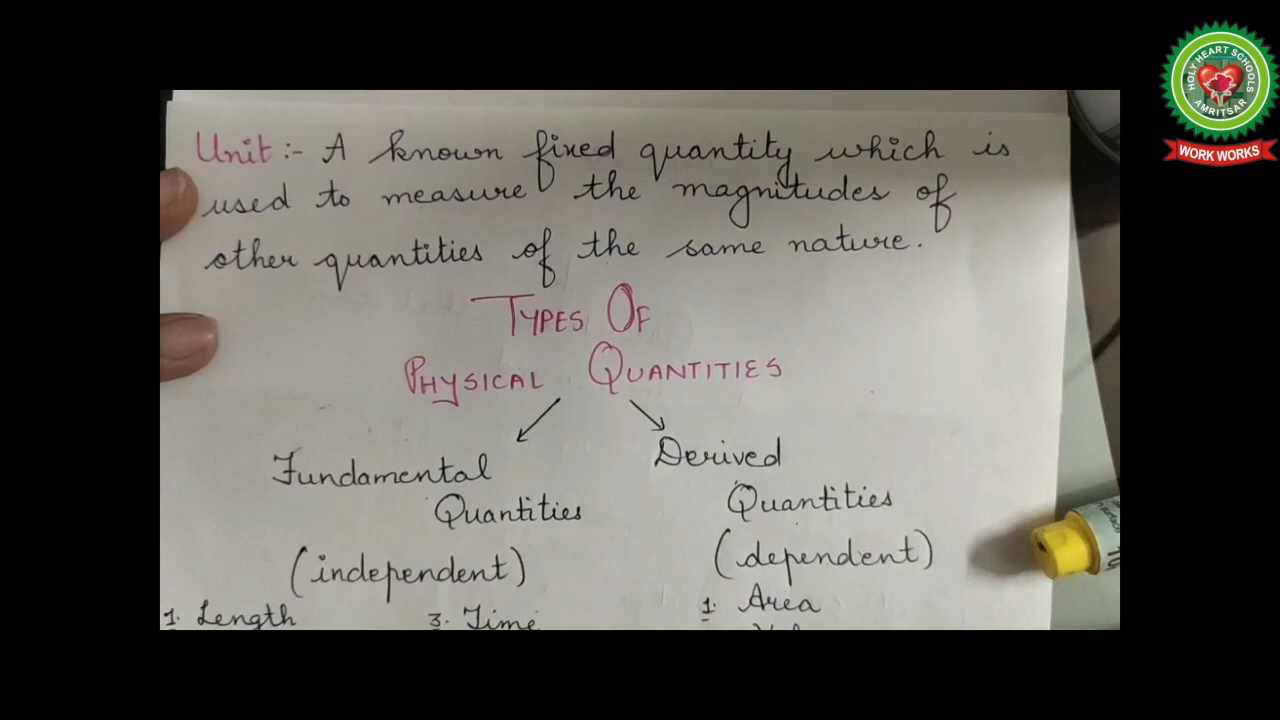 Unit :- A known fixed quantity which is
used to measure the magnitudes of
other quantities of the same nature.
TYPES OF
PHYSICAL QUANTITIES
Fundamental
Quantities
(independent)
Derived
Quantities
(dependent)
1. Length
3. Time
1. Area
HOLY HEART SCHOOLS
AMRITSAR
WORK WORKS